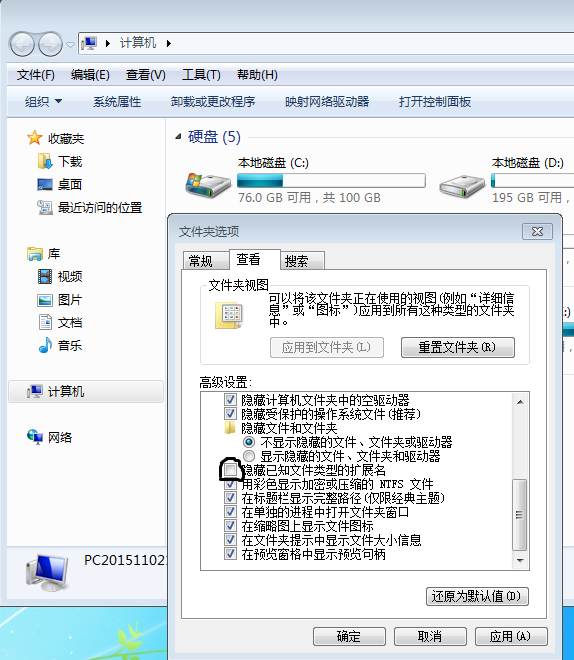 计算机
文件(F) 编辑(E) 查看(V) 工具(T) 帮助(H)
组织 系统属性 卸载或更改程序 映射网络驱动器 打开控制面板
收藏夹
下载
桌面
最近访问的位置
库
视频
图片
文档
音乐
计算机
网络
硬盘 (5)
本地磁盘 (C:)
76.0 GB 可用，共 100 GB
本地磁盘 (D:)
195 GB 可用，
PC20151102
文件夹选项
常规 查看 搜索
文件夹视图
可以将该文件夹正在使用的视图(例如“详细信
息”或“图标”)应用到所有这种类型的文件夹
中。
应用到文件夹(L) 重置文件夹(R)
高级设置:
隐藏计算机文件夹中的空驱动器
隐藏受保护的操作系统文件(推荐)
隐藏文件和文件夹
不显示隐藏的文件、文件夹或驱动器
显示隐藏的文件、文件夹和驱动器
隐藏已知文件类型的扩展名
用彩色显示加密或压缩的 NTFS 文件
在标题栏显示完整路径(仅限经典主题)
在单独的进程中打开文件夹窗口
在缩略图上显示文件图标
在文件夹提示中显示文件大小信息
在预览窗格中显示预览句柄
还原为默认值(D)
确定 取消 应用(A)